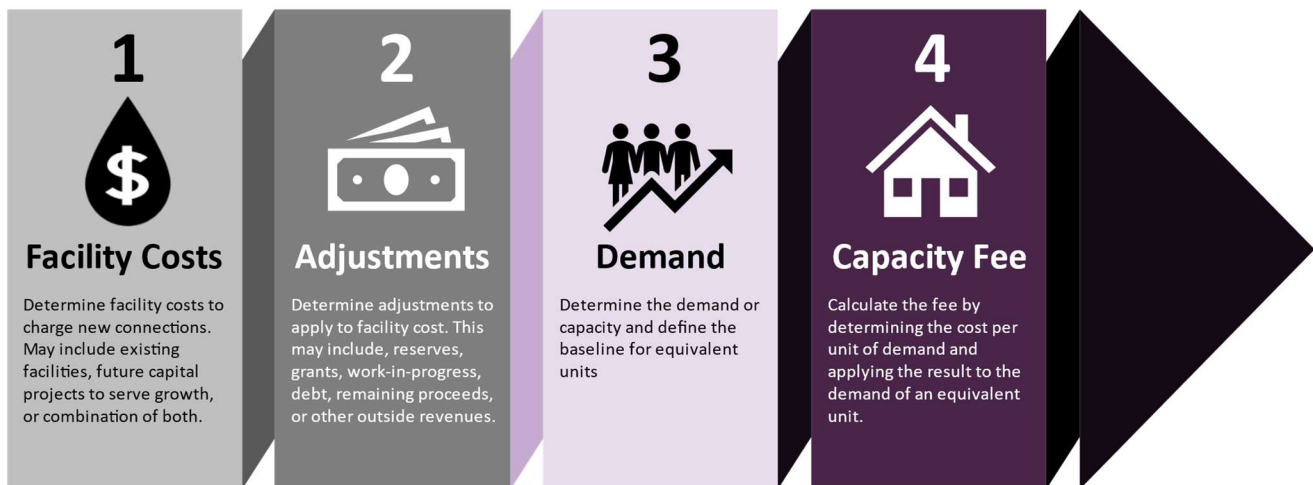 1
$
Facility Costs
Determine facility costs to
charge new connections.
May include existing
facilities, future capital
projects to serve growth,
or combination of both.
2
Adjustments
Determine adjustments to
apply to facility cost. This
may include, reserves,
grants, work-in-progress,
debt, remaining proceeds,
or other outside revenues.
3
Demand
Determine the demand or
capacity and define the
baseline for equivalent
units
4
Capacity Fee
Calculate the fee by
determining the cost per
unit of demand and
applying the result to the
demand of an equivalent
unit.